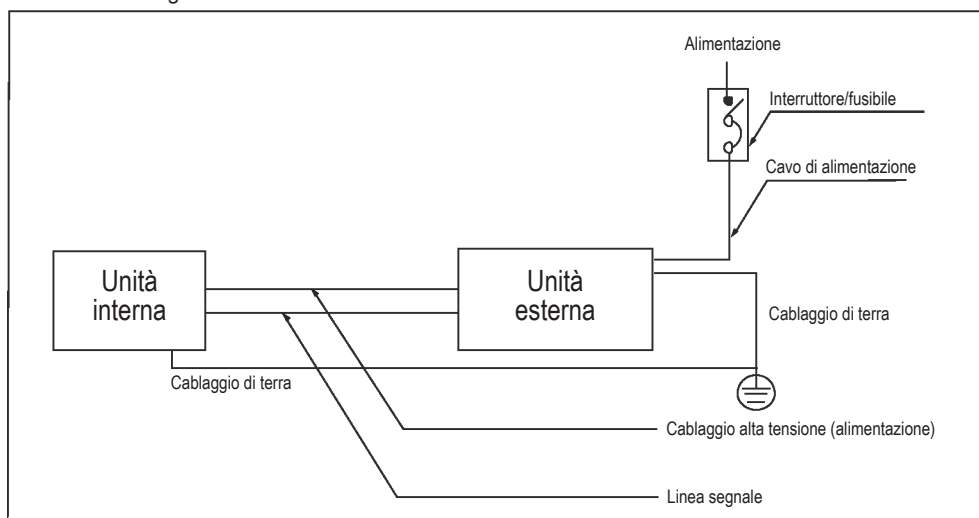 Alimentazione
Interruttore/fusibile
Cavo di alimentazione
Unità
interna
Unità
esterna
Cablaggio di terra
Cablaggio di terra
Cablaggio alta tensione (alimentazione)
Linea segnale